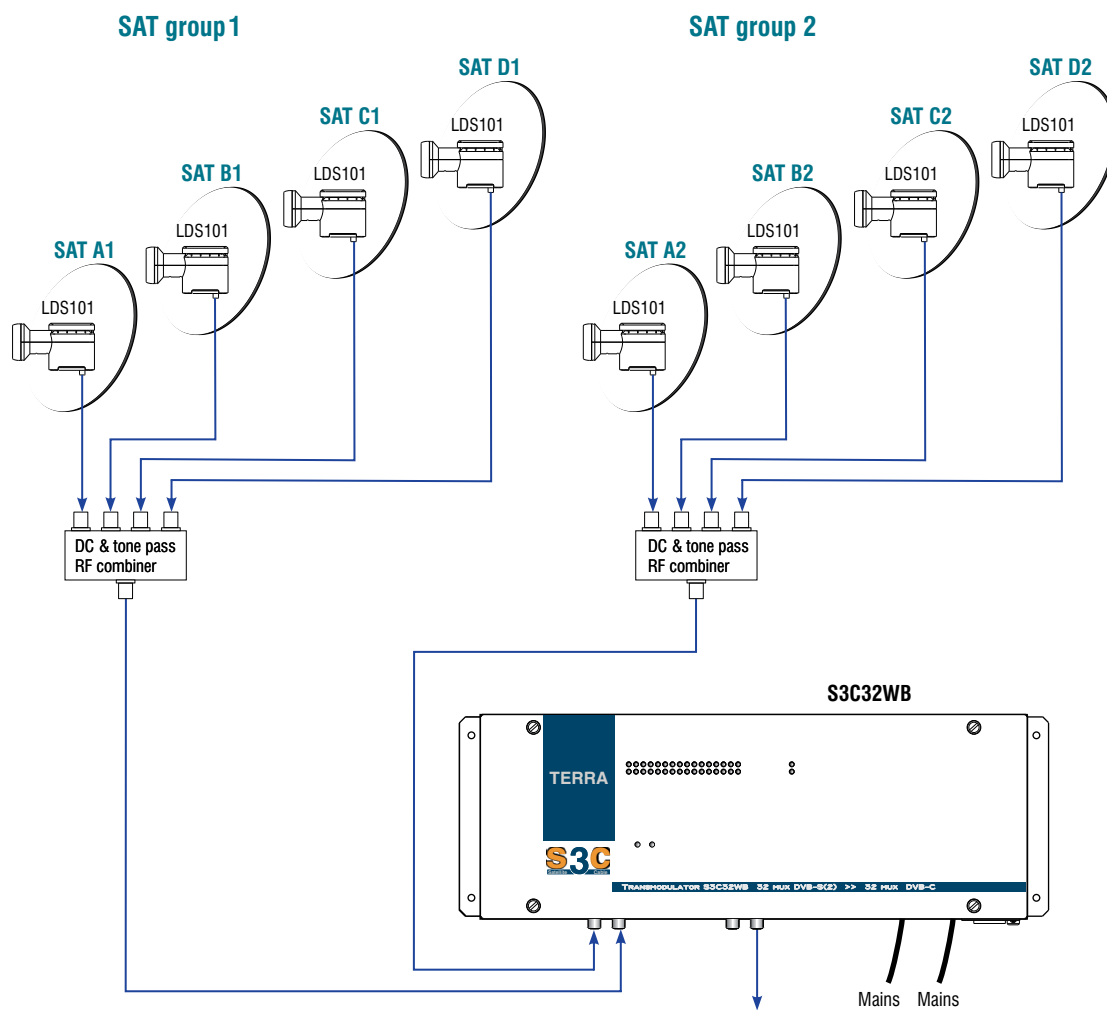 SAT group 1
SAT group 2
SAT D1
SAT D2
LDS101
LDS101
SAT C1
SAT C2
LDS101
LDS101
SAT B1
SAT B2
LDS101
LDS101
SAT A1
SAT A2
LDS101
LDS101
DC & tone pass
RF combiner
DC & tone pass
RF combiner
S3C32WB
TERRA
S3C
Satellite Cable
TRANSMODULATOR S3C32WB 32 MUX DVB-S(2) >> 32 MUX DVB-C
Mains Mains